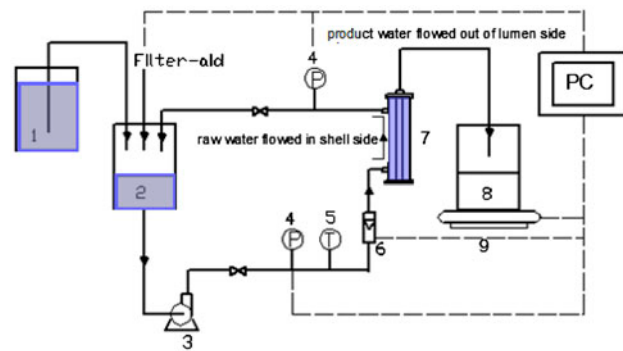 product water flowed out of lumen side
4
FIlter-aId
P
PC
1
raw water flowed in shell side
7
2
8
4
5
P
T
6
9
3